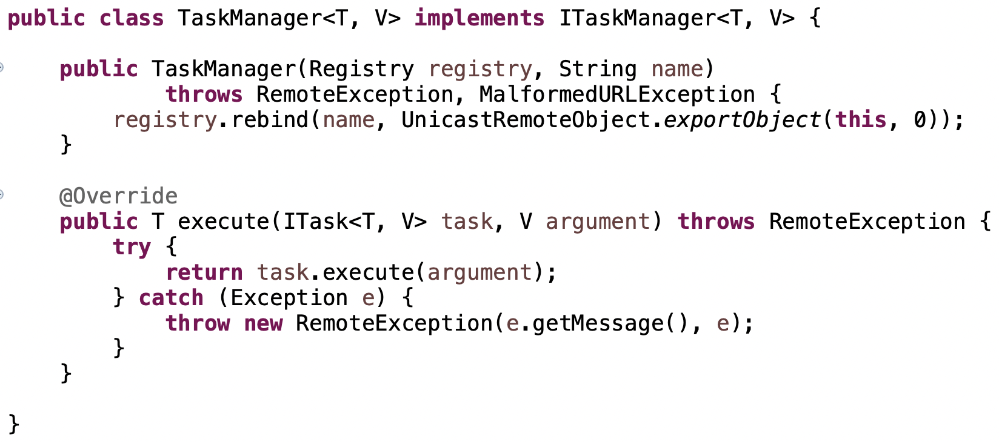 public class TaskManager<T, V> implements ITaskManager<T, V> {
public TaskManager(Registry registry, String name)
throws RemoteException, MalformedURLException {
registry.rebind(name, UnicastRemoteObject.exportObject(this, 0));
}
@Override
public T execute(ITask<T, V> task, V argument) throws RemoteException {
try {
return task.execute(argument);
} catch (Exception e) {
throw new RemoteException(e.getMessage(), e);
}
}
}